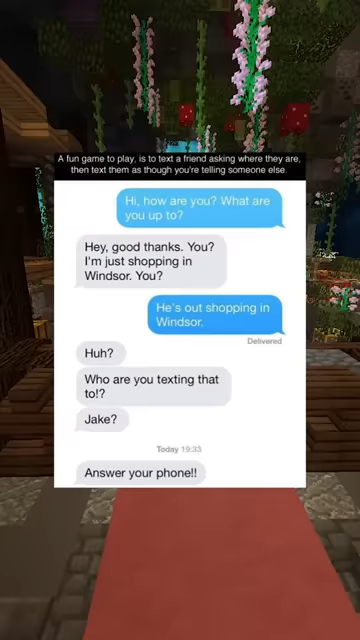 A fun game to play, is to text a friend asking where they are,
then text them as though you're telling someone else
Hi, how are you? What are
you up to?
Hey, good thanks. You?
I'm just shopping in
Windsor. You?
He's out shopping in
Windsor.
Delivered
Huh?
Who are you texting that
to!?
Jake?
Today 19:33
Answer your phone!!